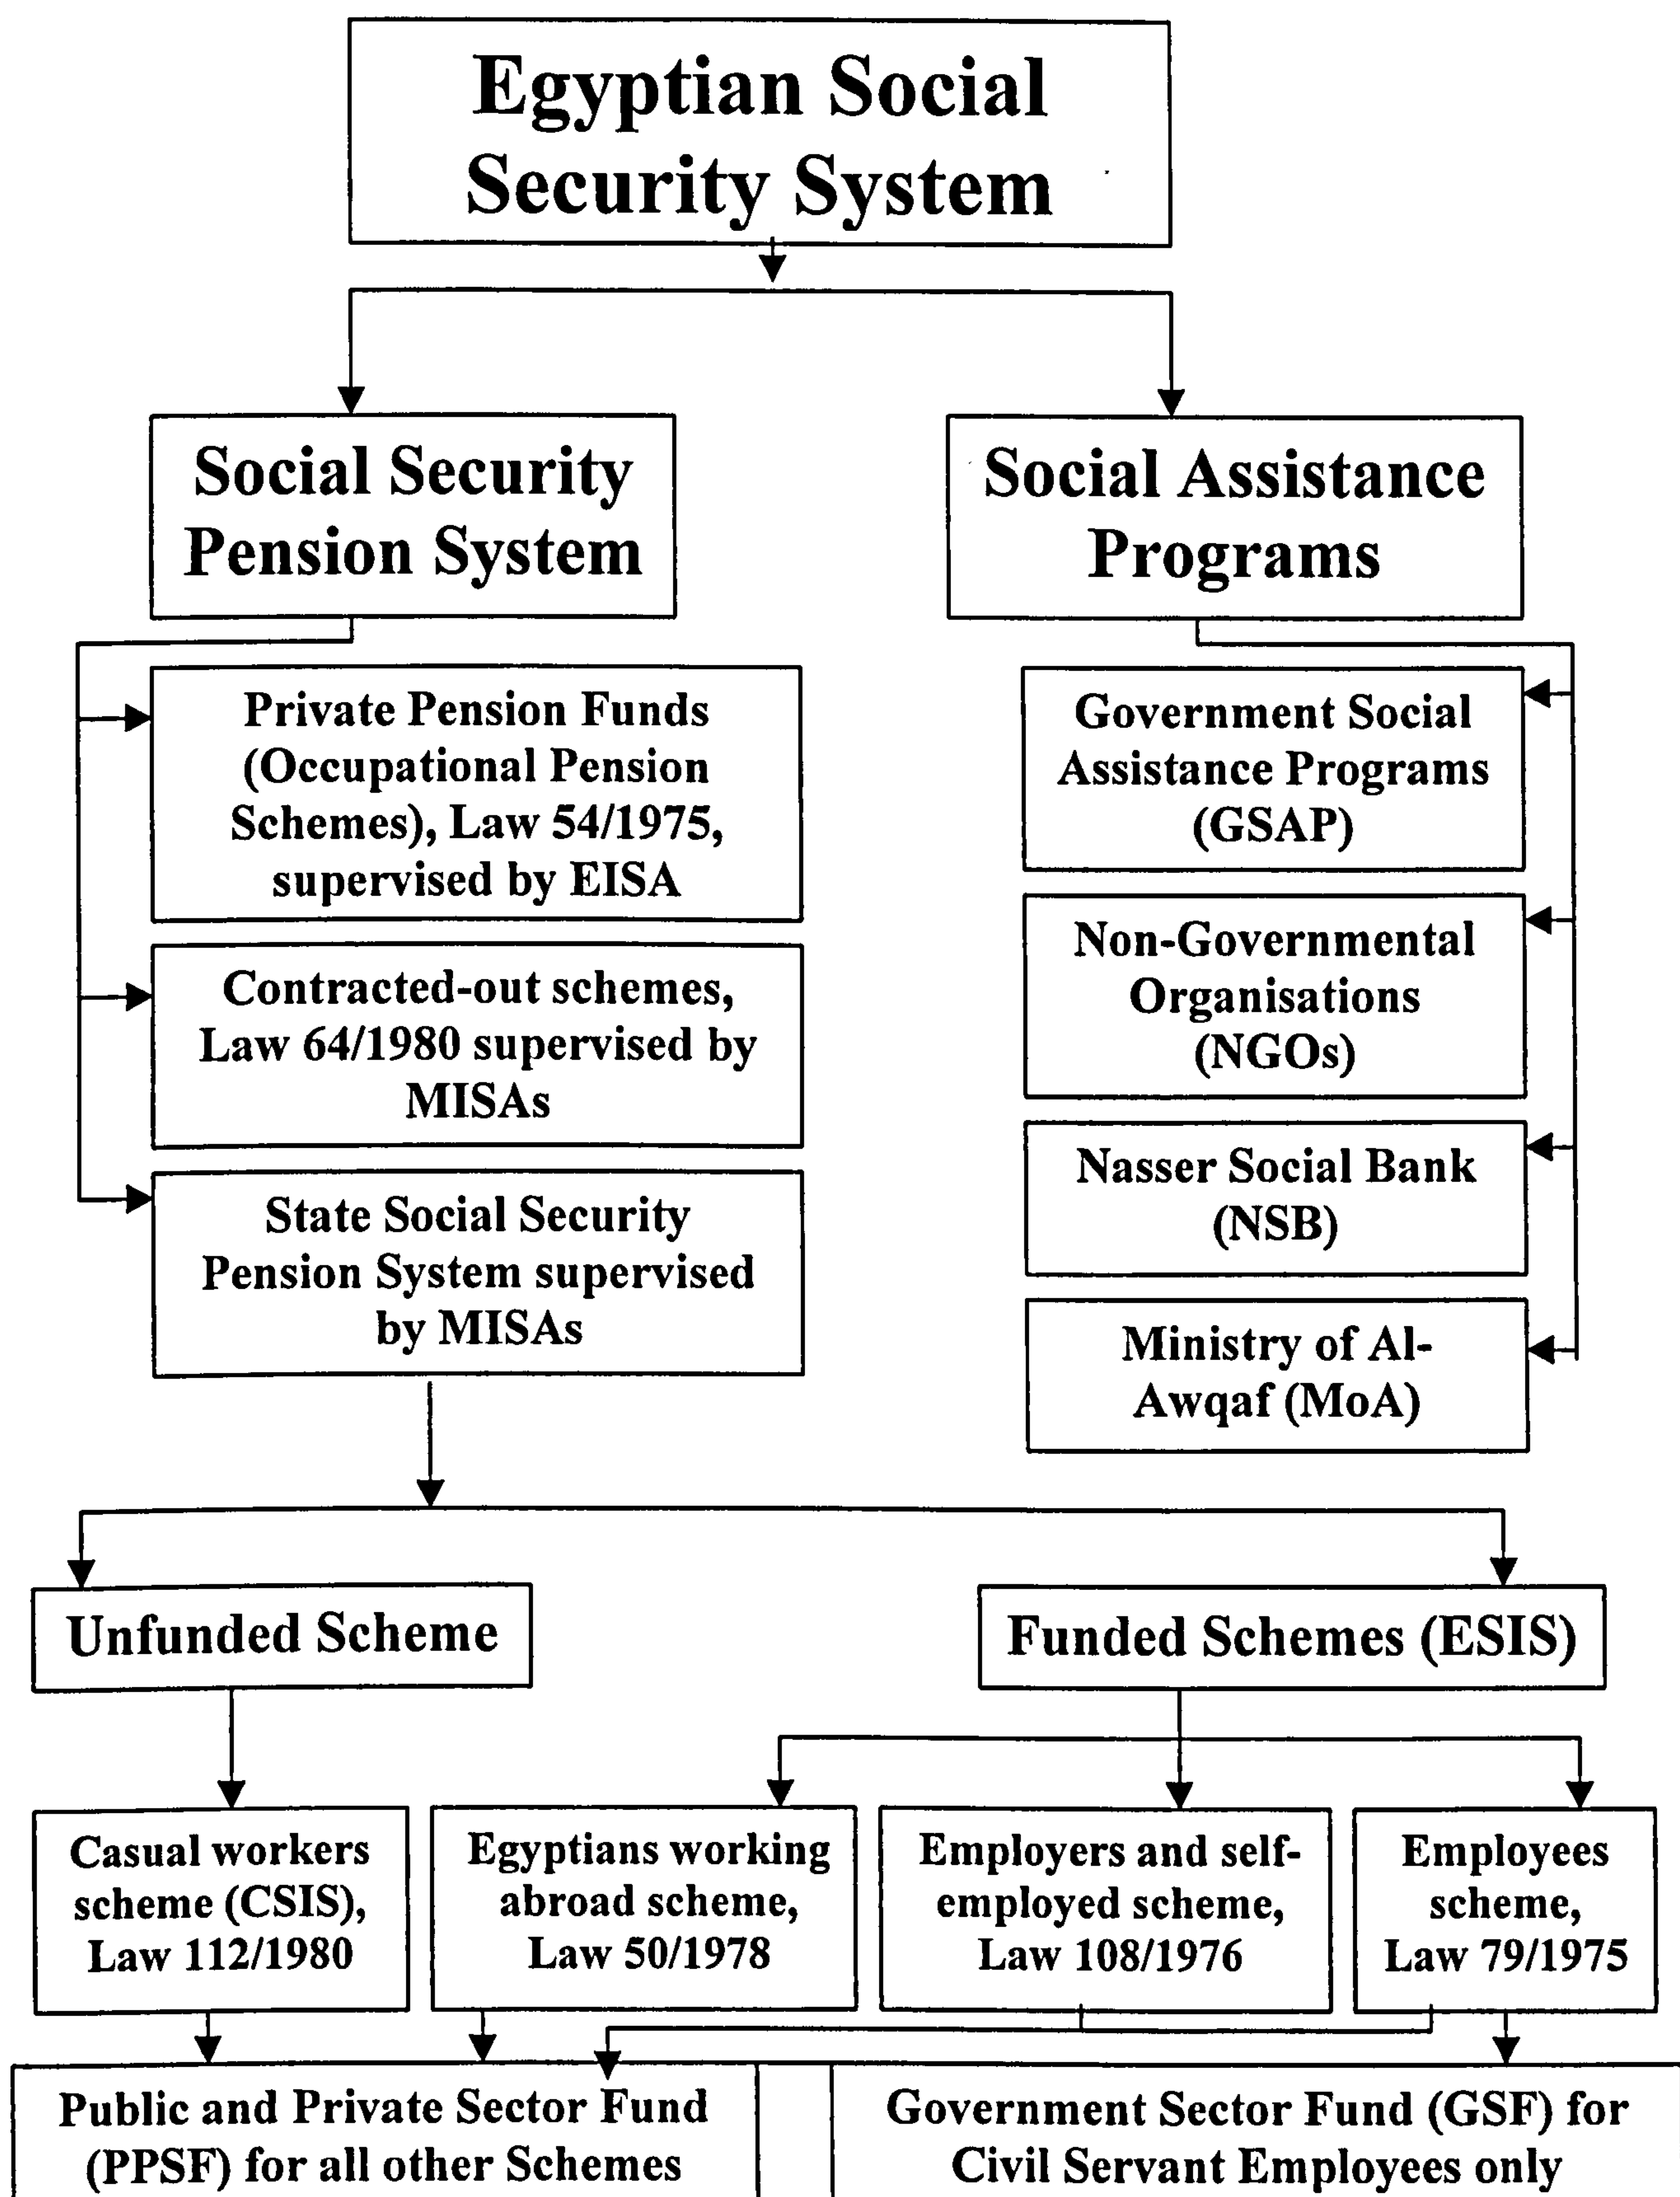 Egyptian Social
Security System
Social Security
Pension System
Social Assistance
Programs
Private Pension Funds
(Occupational Pension
Schemes), Law 54/1975,
supervised by EISA
Contracted-out schemes,
Law 64/1980 supervised by
MISAs
State Social Security
Pension System supervised
by MISAs
Government Social
Assistance Programs
(GSAP)
Non-Governmental
Organisations
(NGOs)
Nasser Social Bank
(NSB)
Ministry of Al-
Awqaf (MoA)
Unfunded Scheme
Funded Schemes (ESIS)
Casual workers
scheme (CSIS),
Law 112/1980
Egyptians working
abroad scheme,
Law 50/1978
Employers and self-
employed scheme,
Law 108/1976
Employees
scheme,
Law 79/1975
Public and Private Sector Fund
(PPSF) for all other Schemes
Government Sector Fund (GSF) for
Civil Servant Employees only